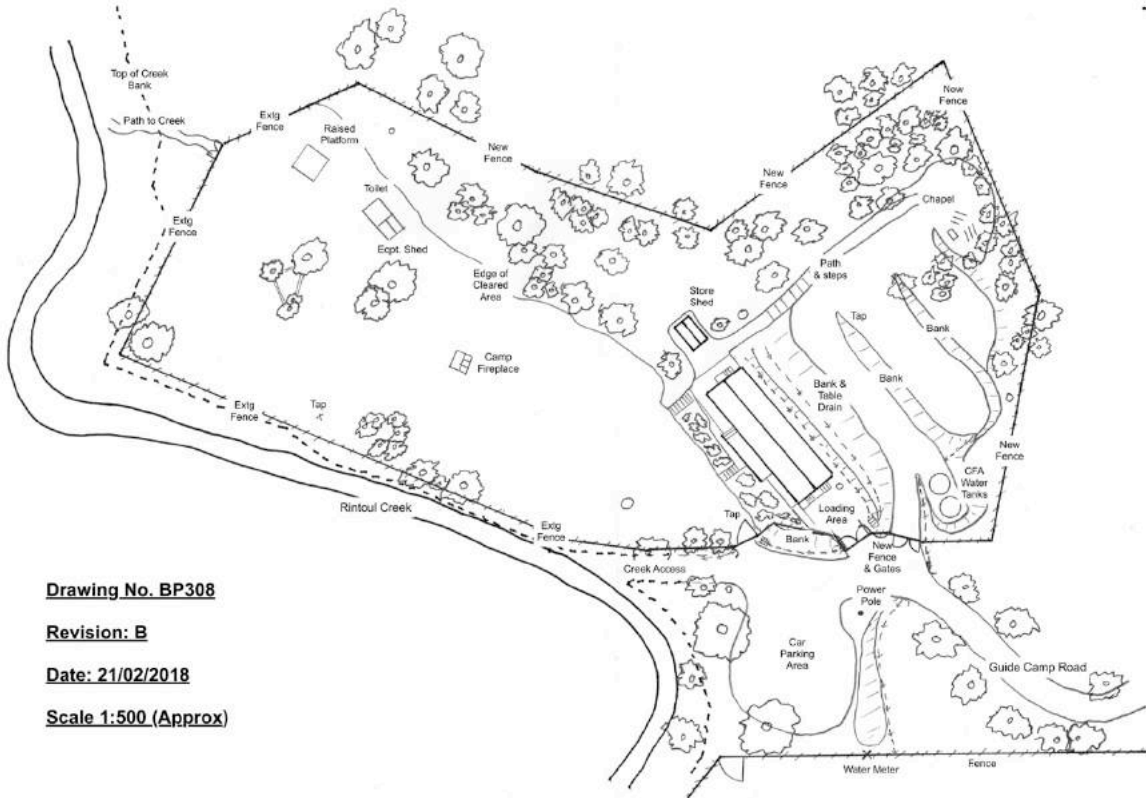 Top of Creek
Bank
Path to Creek
Extg
Fence
Raised
Platform
New
Fence
New
Fence
New
Fence
Toilet
Extg
Fence
Eqpt. Shed
Edge of
Cleared
Area
Chapel
Path
& steps
Store
Shed
Tap
Bank
Camp
Fireplace
Bank &
Table
Drain
Bank
Extg
Fence
Tap
New
Fence
CFA
Water
Tanks
Rintoul Creek
Extg
Fence
Tap
Loading
Area
Bank
New
Fence
& Gates
Creek Access
Power
Pole
Car
Parking
Area
Guide Camp Road
Water Meter
Fence
Drawing No. BP308
Revision: B
Date: 21/02/2018
Scale 1:500 (Approx)